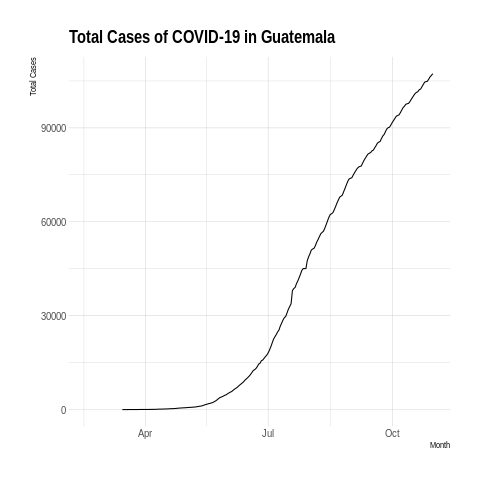 Total Cases of COVID-19 in Guatemala
Total Cases
90000
60000
30000
0
Apr Jul Oct
Month